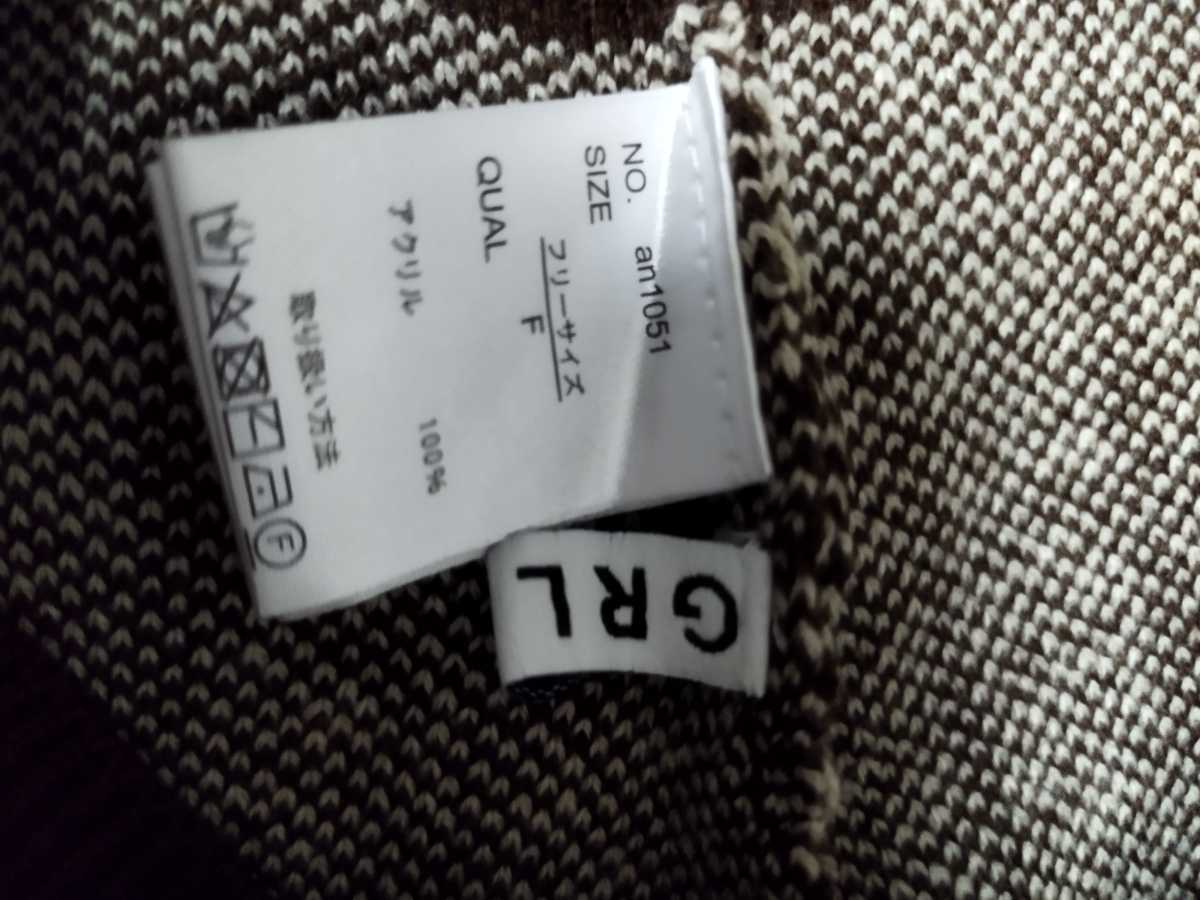 NO. an1051
SIZE
フリーサイズ
F
QUAL
アクリル 100%
取り扱い方法
F
GRL